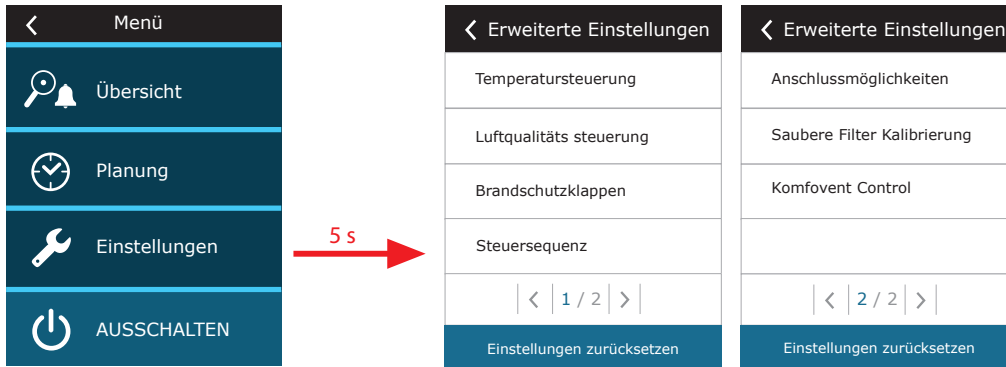 Menü
Übersicht
Planung
Einstellungen
AUSSCHALTEN
5 s
Erweiterte Einstellungen
Temperatursteuerung
Luftqualitäts steuerung
Brandschutzklappen
Steuersequenz
1 / 2
Einstellungen zurücksetzen
Erweiterte Einstellungen
Anschlussmöglichkeiten
Saubere Filter Kalibrierung
Komfovent Control
2 / 2
Einstellungen zurücksetzen